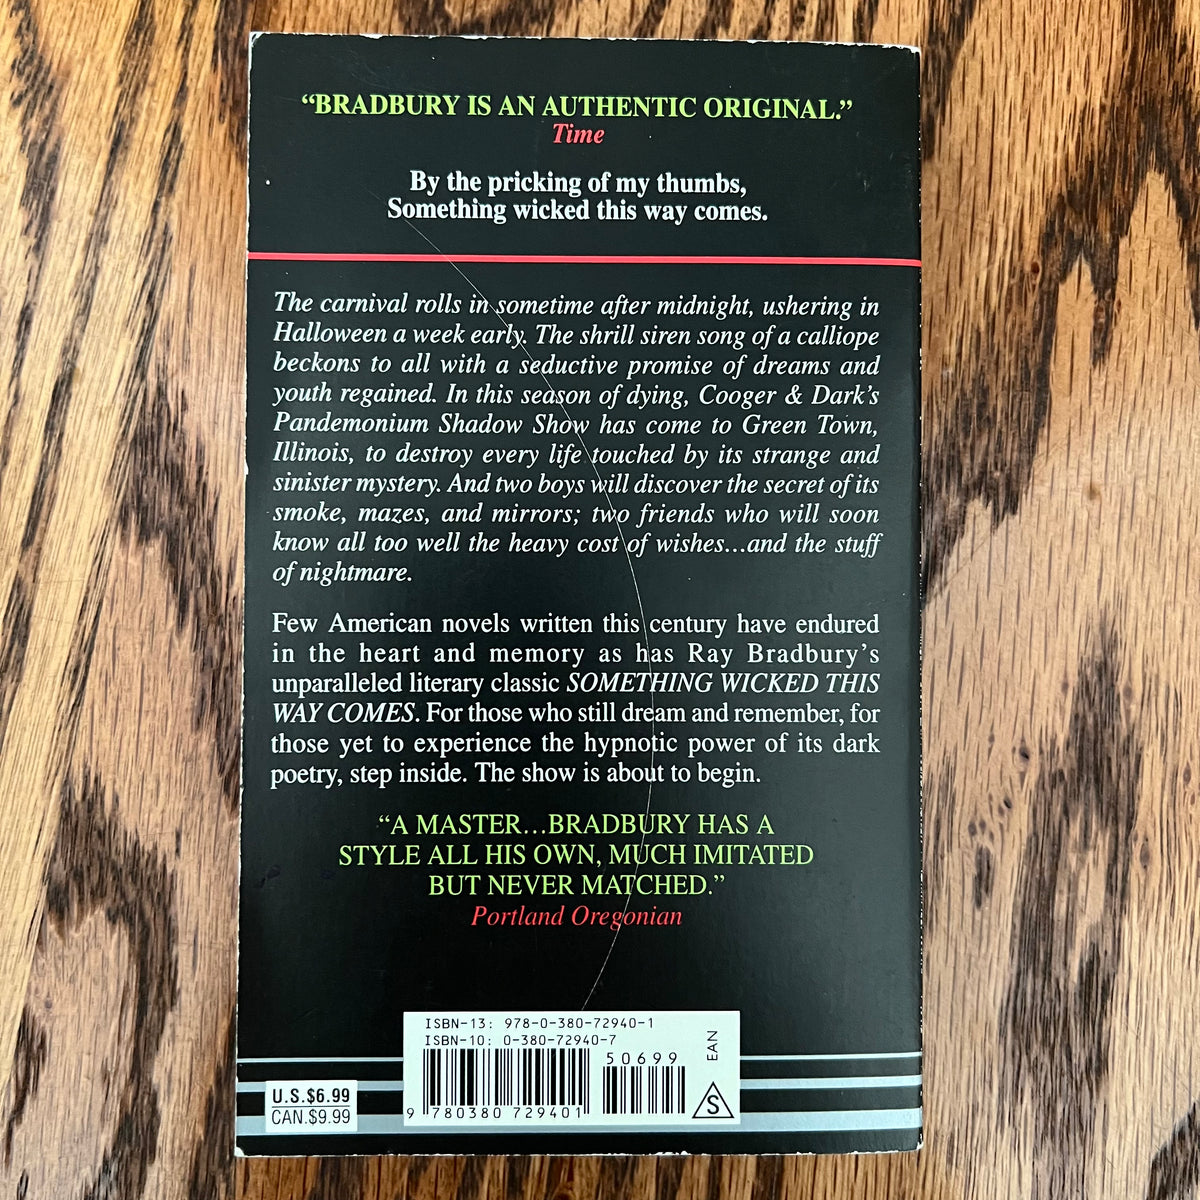 “BRADBURY IS AN AUTHENTIC ORIGINAL.”
Time
By the pricking of my thumbs,
Something wicked this way comes.
The carnival rolls in sometime after midnight, ushering in
Halloween a week early. The shrill siren song of a calliope
beckons to all with a seductive promise of dreams and
youth regained. In this season of dying, Cooger & Dark’s
Pandemonium Shadow Show has come to Green Town,
Illinois, to destroy every life touched by its strange and
sinister mystery. And two boys will discover the secret of its
smoke, mazes, and mirrors; two friends who will soon
know all too well the heavy cost of wishes…and the stuff
of nightmare.
Few American novels written this century have endured
in the heart and memory as has Ray Bradbury’s
unparalleled literary classic SOMETHING WICKED THIS
WAY COMES. For those who still dream and remember, for
those yet to experience the hypnotic power of its dark
poetry, step inside. The show is about to begin.
“A MASTER…BRADBURY HAS A
STYLE ALL HIS OWN, MUCH IMITATED
BUT NEVER MATCHED.”
Portland Oregonian
ISBN-13: 978-0-380-72940-1
ISBN-10: 0-380-72940-7
50699
EAN
U.S.$6.99
CAN.$9.99
9 780380 729401
S